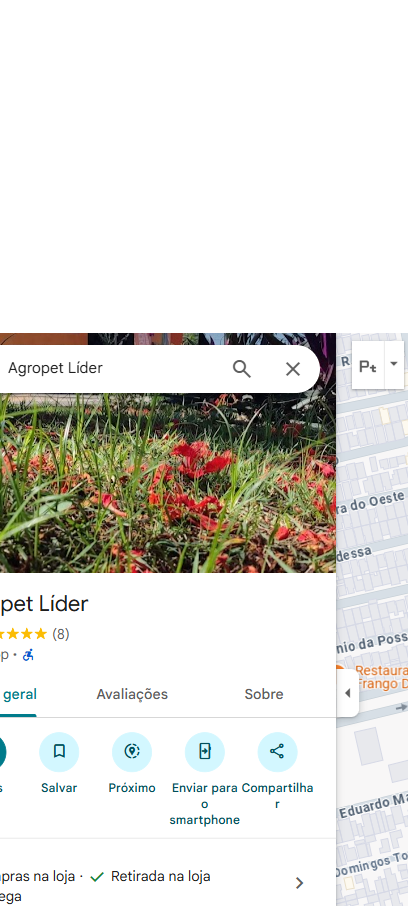 Agropet Líder
R
ra do Oeste
dessa
pet Líder
(8)
nio da Poss
p ·
Restaura
Frango D
geral
Avaliações
Sobre
s
Salvar
Próximo
Enviar para o smartphone
Compartilhar
Eduardo Ma
pras na loja · Retirada na loja
ega
Domingos To